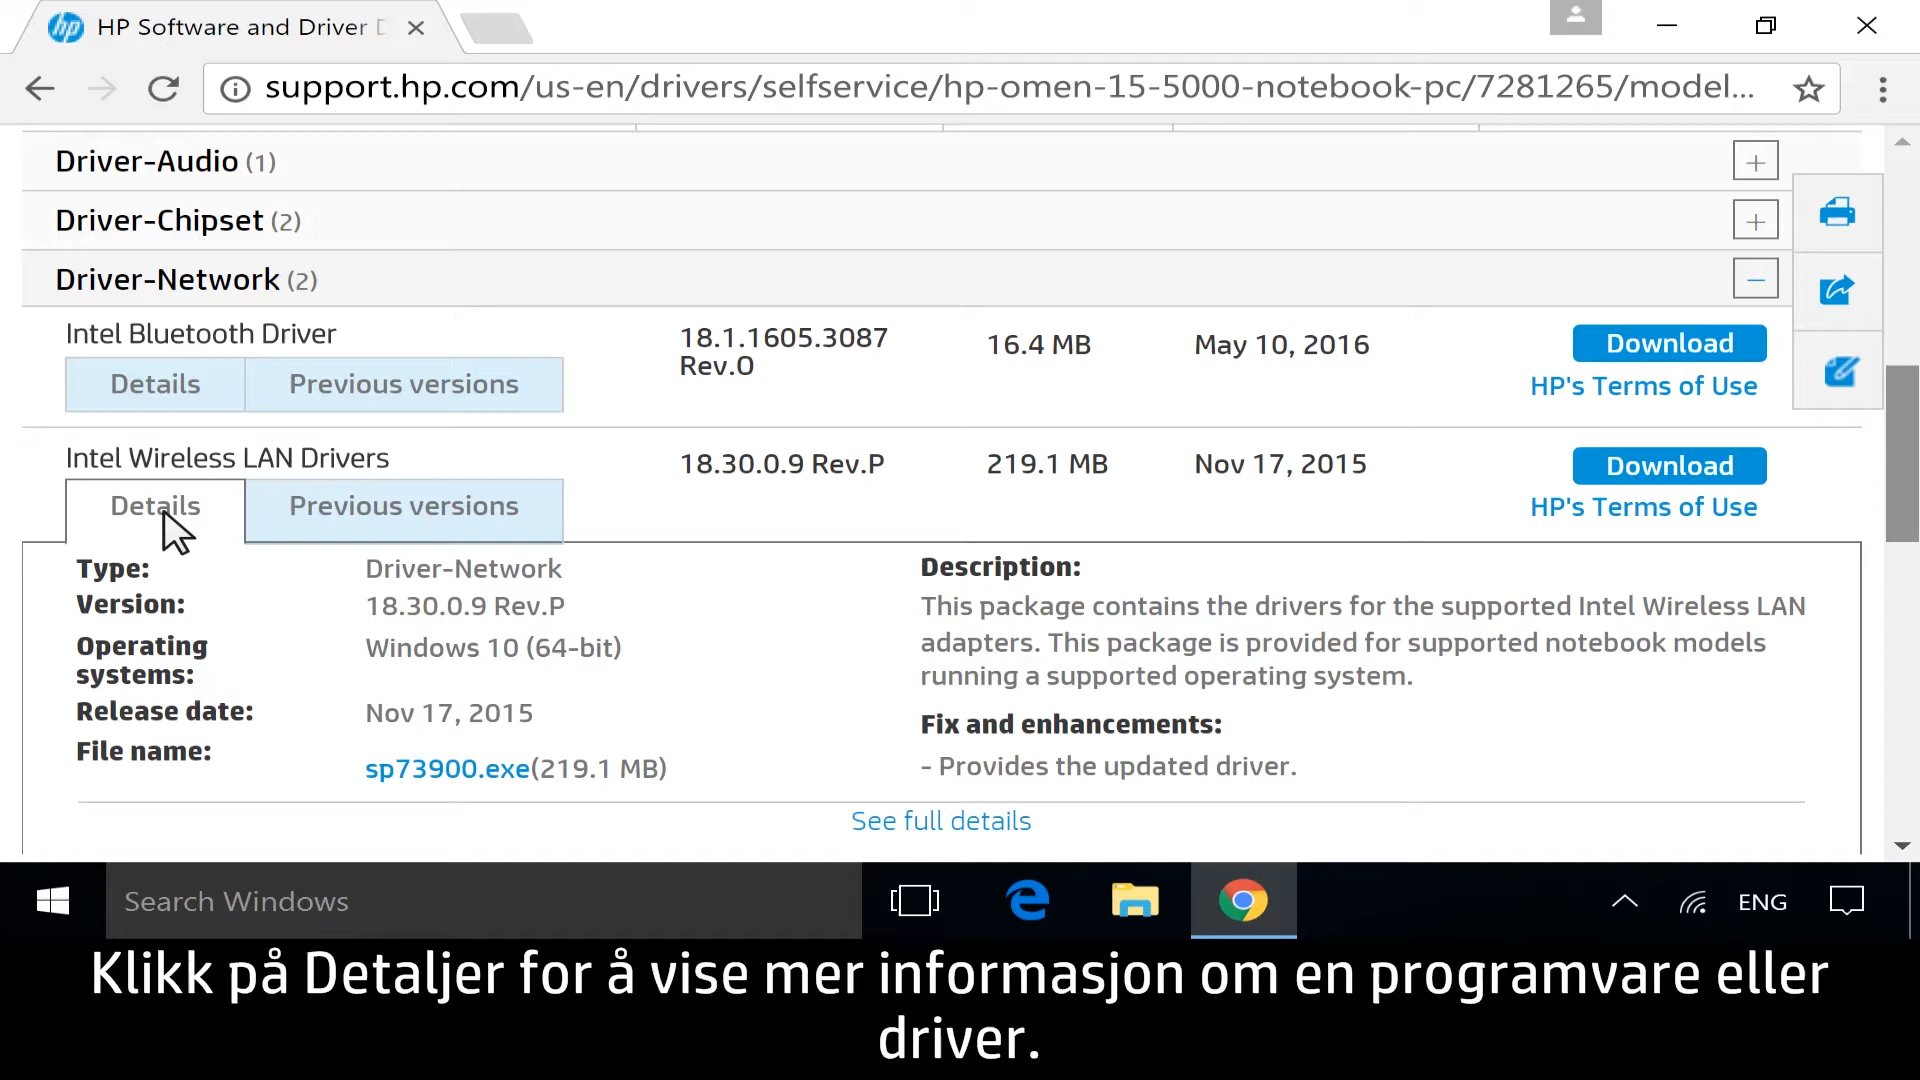 HP Software and Driver D
support.hp.com/us-en/drivers/selfservice/hp-omen-15-5000-notebook-pc/7281265/model...
Driver-Audio (1)
Driver-Chipset (2)
Driver-Network (2)
Intel Bluetooth Driver
18.1.1605.3087
Rev.O
16.4 MB
May 10, 2016
Download
HP's Terms of Use
Details
Previous versions
Intel Wireless LAN Drivers
18.30.0.9 Rev.P
219.1 MB
Nov 17, 2015
Download
HP's Terms of Use
Details
Previous versions
Type:
Driver-Network
Version:
18.30.0.9 Rev.P
Operating
systems:
Windows 10 (64-bit)
Release date:
Nov 17, 2015
File name:
sp73900.exe(219.1 MB)
Description:
This package contains the drivers for the supported Intel Wireless LAN
adapters. This package is provided for supported notebook models
running a supported operating system.
Fix and enhancements:
- Provides the updated driver.
See full details
Search Windows
ENG
Klikk på Detaljer for å vise mer informasjon om en programvare eller
driver.